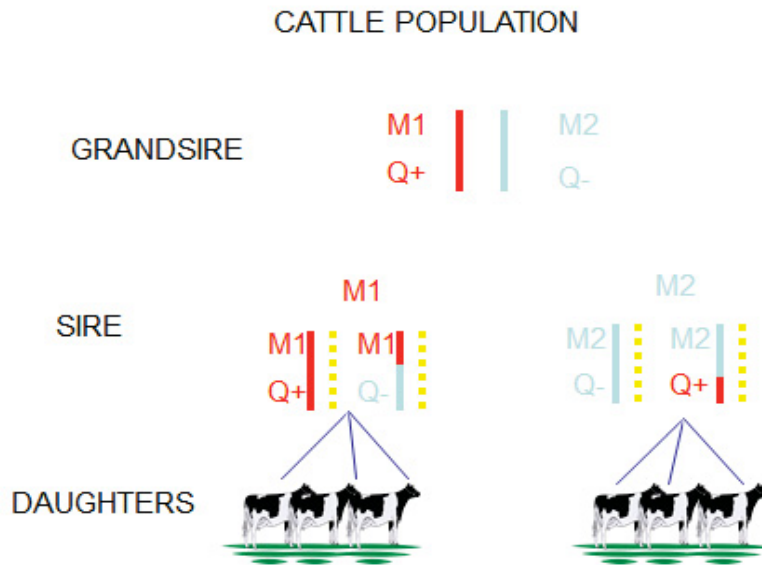 CATTLE POPULATION
M1 M2
GRANDSIRE
Q+ Q-
M1 M2
SIRE
M1 M1 M2 M2
Q+ Q- Q- Q+
DAUGHTERS